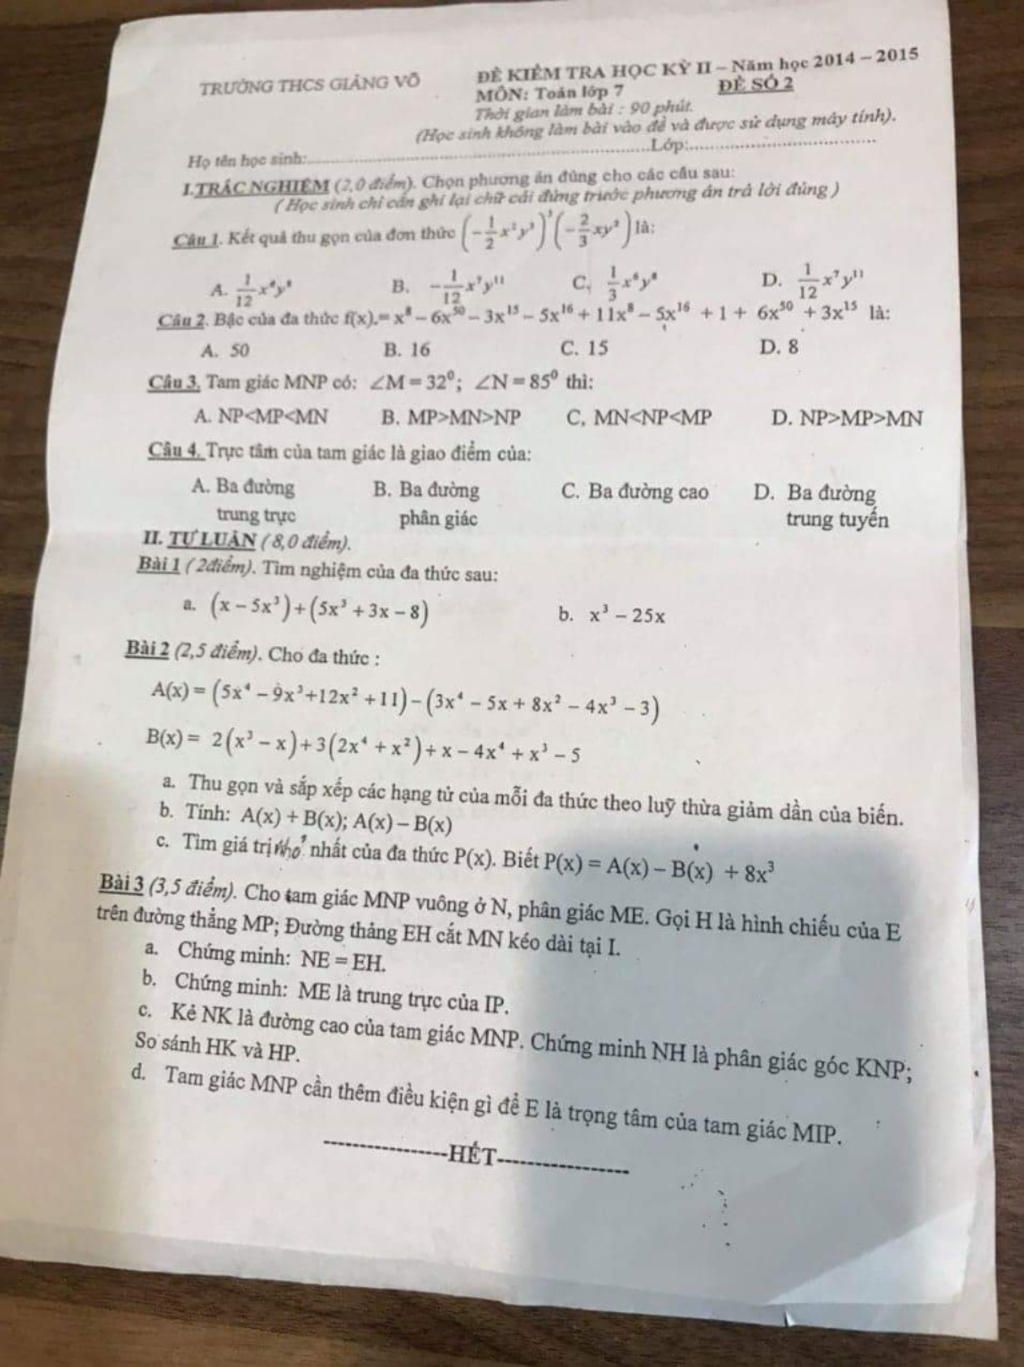 TRƯỜNG THCS GIẢNG VÕ
ĐỀ KIỂM TRA HỌC KỲ II – Năm học 2014 – 2015
MÔN: Toán lớp 7 ĐỀ SỐ 2
Thời gian làm bài : 90 phút.
(Học sinh không làm bài vào đề và được sử dụng máy tính).
Họ tên học sinh:..........................Lớp:..........................
I.TRẮC NGHIỆM (2,0 điểm). Chọn phương án đúng cho các câu sau:
( Học sinh chỉ cần ghi lại chữ cái đứng trước phương án trả lời đúng )
Câu 1. Kết quả thu gọn của đơn thức (-1/2 x²y³)³(-2/3 xy²) là:
A. 1/12 x⁶y⁸ B. -1/12 x⁷y¹¹ C. 1/3 x⁶y⁸ D. 1/12 x⁷y¹¹
Câu 2. Bậc của đa thức f(x) = x⁸ – 6x⁵⁰ – 3x¹⁵ – 5x¹⁶ + 11x⁸ – 5x¹⁶ + 1 + 6x⁵⁰ + 3x¹⁵ là:
A. 50 B. 16 C. 15 D. 8
Câu 3. Tam giác MNP có: ∠M = 32⁰; ∠N = 85⁰ thì:
A. NP<MP<MN B. MP>MN>NP C. MN<NP<MP D. NP>MP>MN
Câu 4. Trực tâm của tam giác là giao điểm của:
A. Ba đường B. Ba đường C. Ba đường cao D. Ba đường
trung trực phân giác trung tuyến
II. TỰ LUẬN ( 8,0 điểm).
Bài 1 ( 2điểm). Tìm nghiệm của đa thức sau:
a. (x – 5x³) + (5x³ + 3x – 8) b. x³ – 25x
Bài 2 (2,5 điểm). Cho đa thức :
A(x) = (5x⁴ – 9x³+12x² +11) – (3x⁴ – 5x + 8x² – 4x³ – 3)
B(x) = 2(x³ – x) + 3(2x⁴ + x²) + x – 4x⁴ + x³ – 5
a. Thu gọn và sắp xếp các hạng tử của mỗi đa thức theo luỹ thừa giảm dần của biến.
b. Tính: A(x) + B(x); A(x) – B(x)
c. Tìm giá trị nhỏ nhất của đa thức P(x). Biết P(x) = A(x) – B(x) + 8x³
Bài 3 (3,5 điểm). Cho tam giác MNP vuông ở N, phân giác ME. Gọi H là hình chiếu của E
trên đường thẳng MP; Đường thẳng EH cắt MN kéo dài tại I.
a. Chứng minh: NE = EH.
b. Chứng minh: ME là trung trực của IP.
c. Kẻ NK là đường cao của tam giác MNP. Chứng minh NH là phân giác góc KNP;
So sánh HK và HP.
d. Tam giác MNP cần thêm điều kiện gì để E là trọng tâm của tam giác MIP.
-----------------HẾT-----------------